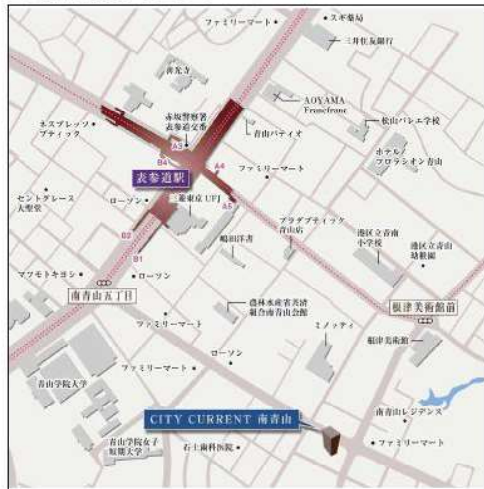 ファミリーマート
スギ薬局
三井住友銀行
善光寺
AOYAMA
Francfranc
ネスプレッソ
ブティック
赤坂警察署
表参道交番
青山パティオ
松山バレエ学校
A3
B4
A4
ファミリーマート
ホテル
フロラシオン青山
表参道駅
セントグレース
大聖堂
ローソン
三菱東京UFJ
A5
プラダブティック
青山店
港区立青南
小学校
港区立青山
幼稚園
B2
B1
嶋田洋書
マツモトキヨシ
ローソン
南青山五丁目
農林水産省共済
組合南青山会館
根津美術館前
ファミリーマート
ミノッティ
根津美術館
ローソン
ファミリーマート
青山学院大学
南青山レジデンス
CITY CURRENT 南青山
青山学院女子
短期大学
石上歯科医院
ファミリーマート